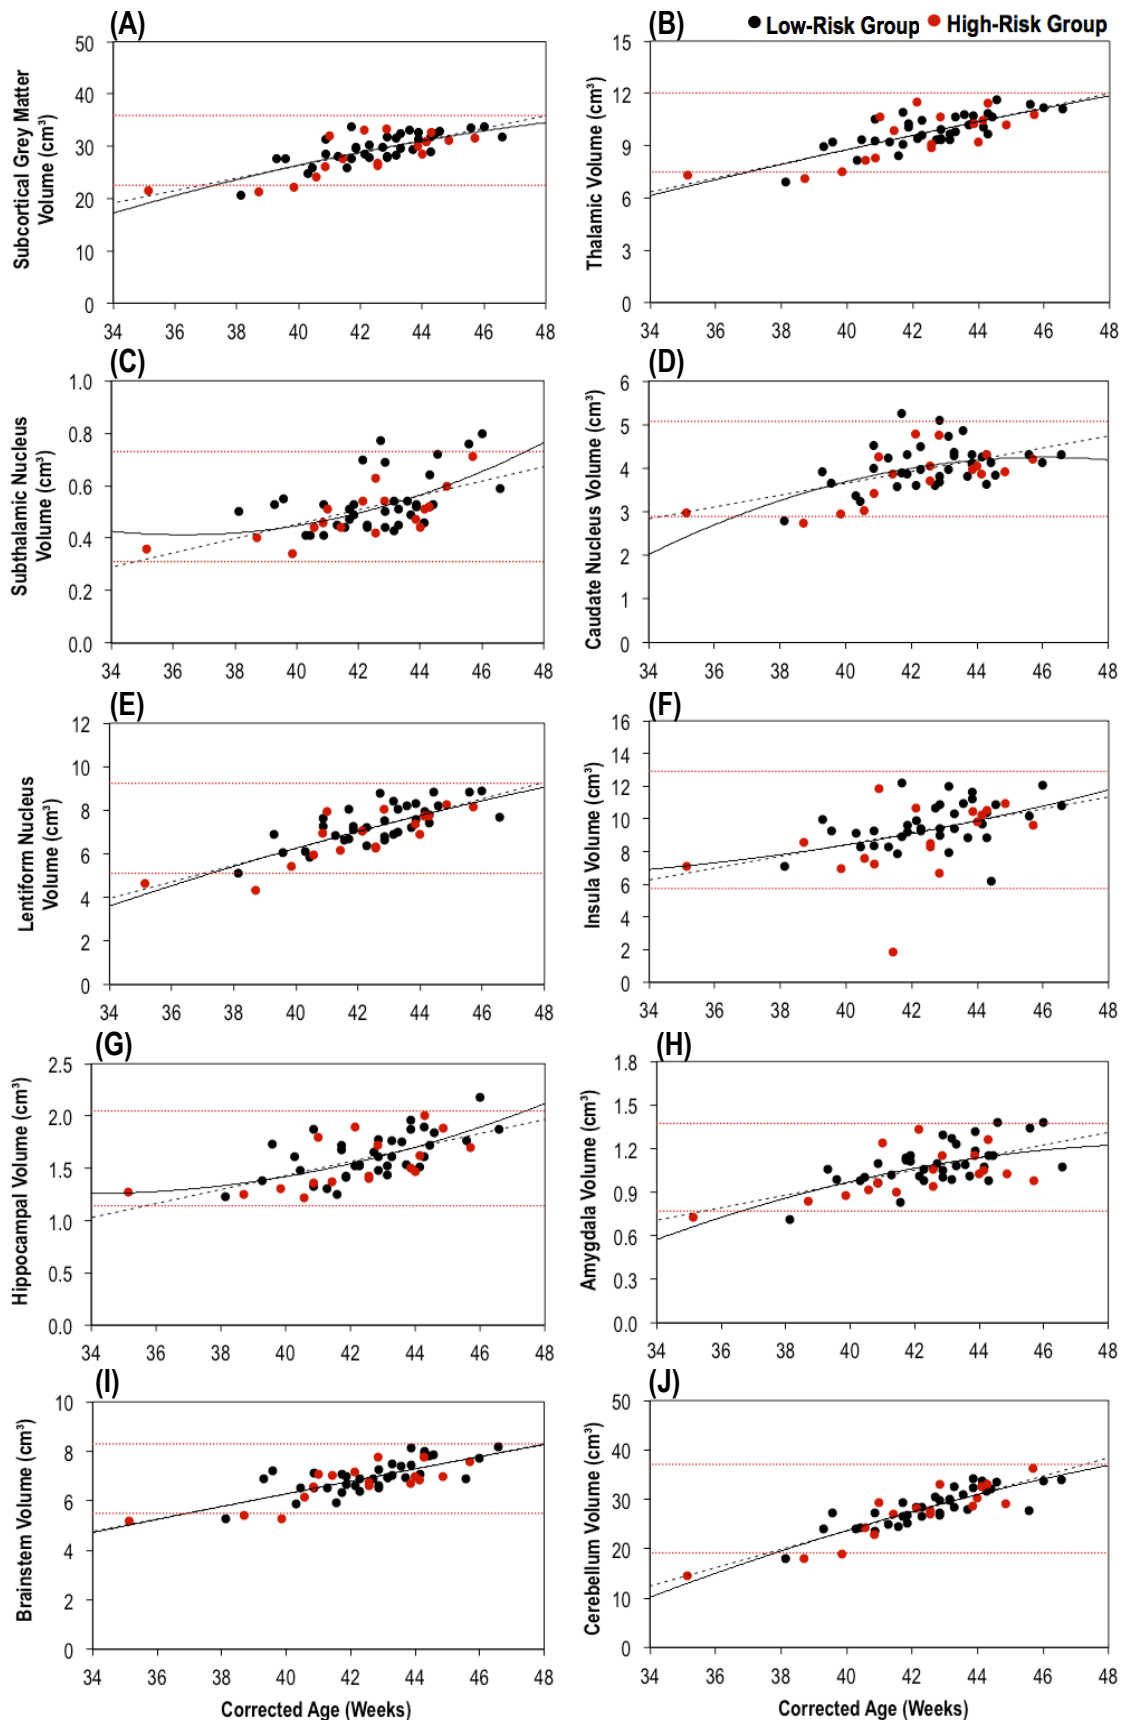 (A)
Subcortical Grey Matter
Volume (cm³)
50
40
30
20
10
0
34 36 38 40 42 44 46 48
● Low-Risk Group ● High-Risk Group
(B)
Thalamic Volume (cm³)
15
12
9
6
3
0
34 36 38 40 42 44 46 48
(C)
Subthalamic Nucleus
Volume (cm³)
1.0
0.8
0.6
0.4
0.2
0.0
34 36 38 40 42 44 46 48
(D)
Caudate Nucleus Volume (cm³)
6
5
4
3
2
1
0
34 36 38 40 42 44 46 48
(E)
Lentiform Nucleus
Volume (cm³)
12
10
8
6
4
2
0
34 36 38 40 42 44 46 48
(F)
Insula Volume (cm³)
16
14
12
10
8
6
4
2
0
34 36 38 40 42 44 46 48
(G)
Hippocampal Volume (cm³)
2.5
2.0
1.5
1.0
0.5
0.0
34 36 38 40 42 44 46 48
(H)
Amygdala Volume (cm³)
1.8
1.5
1.2
0.9
0.6
0.3
0.0
34 36 38 40 42 44 46 48
(I)
Brainstem Volume (cm³)
10
8
6
4
2
0
34 36 38 40 42 44 46 48
Corrected Age (Weeks)
(J)
Cerebellum Volume (cm³)
50
40
30
20
10
0
34 36 38 40 42 44 46 48
Corrected Age (Weeks)